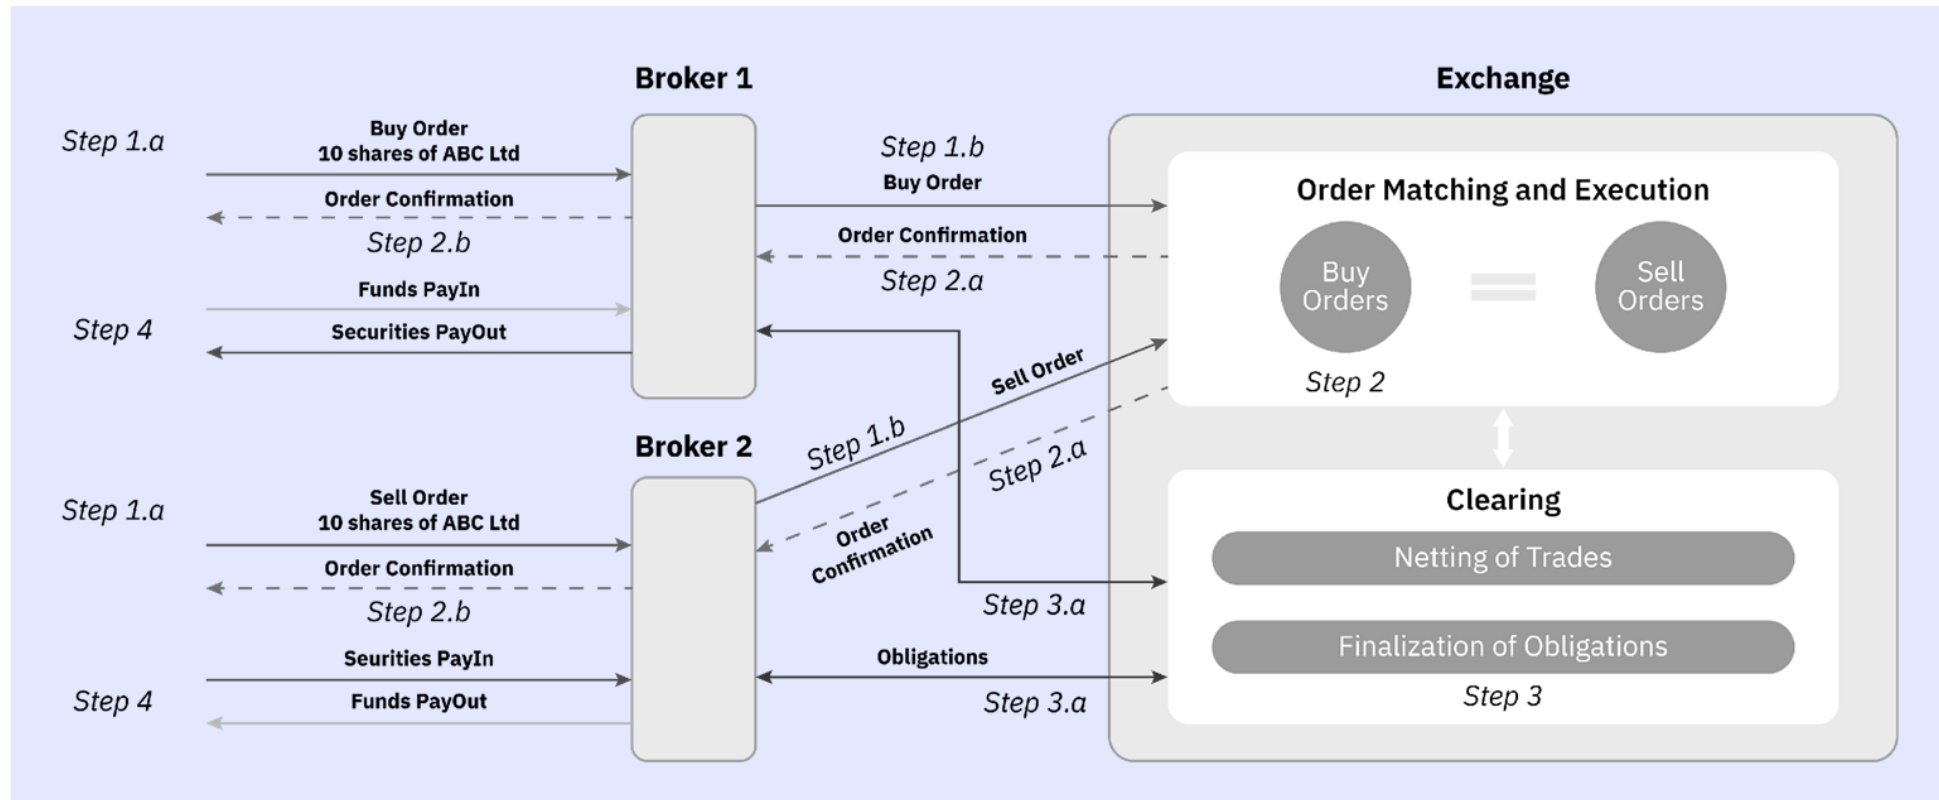 Broker 1
Exchange
Step 1.a
Buy Order
10 shares of ABC Ltd
Order Confirmation
Step 2.b
Funds PayIn
Step 4
Securities PayOut
Step 1.b
Buy Order
Order Confirmation
Step 2.a
Order Matching and Execution
Buy
Orders
Sell
Orders
Step 2
Sell Order
Step 1.b
Step 2.a
Order
Confirmation
Broker 2
Step 1.a
Sell Order
10 shares of ABC Ltd
Order Confirmation
Step 2.b
Seurities PayIn
Step 4
Funds PayOut
Step 3.a
Obligations
Step 3.a
Clearing
Netting of Trades
Finalization of Obligations
Step 3